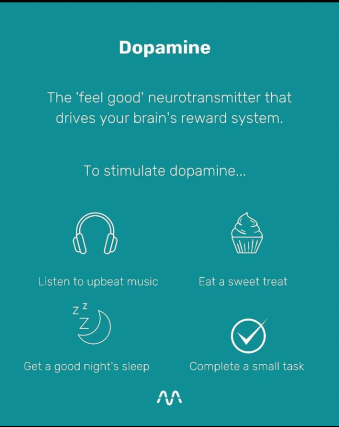 Dopamine
The 'feel good' neurotransmitter that
drives your brain's reward system.
To stimulate dopamine...
Listen to upbeat music
Eat a sweet treat
z z
Z
Get a good night's sleep
Complete a small task